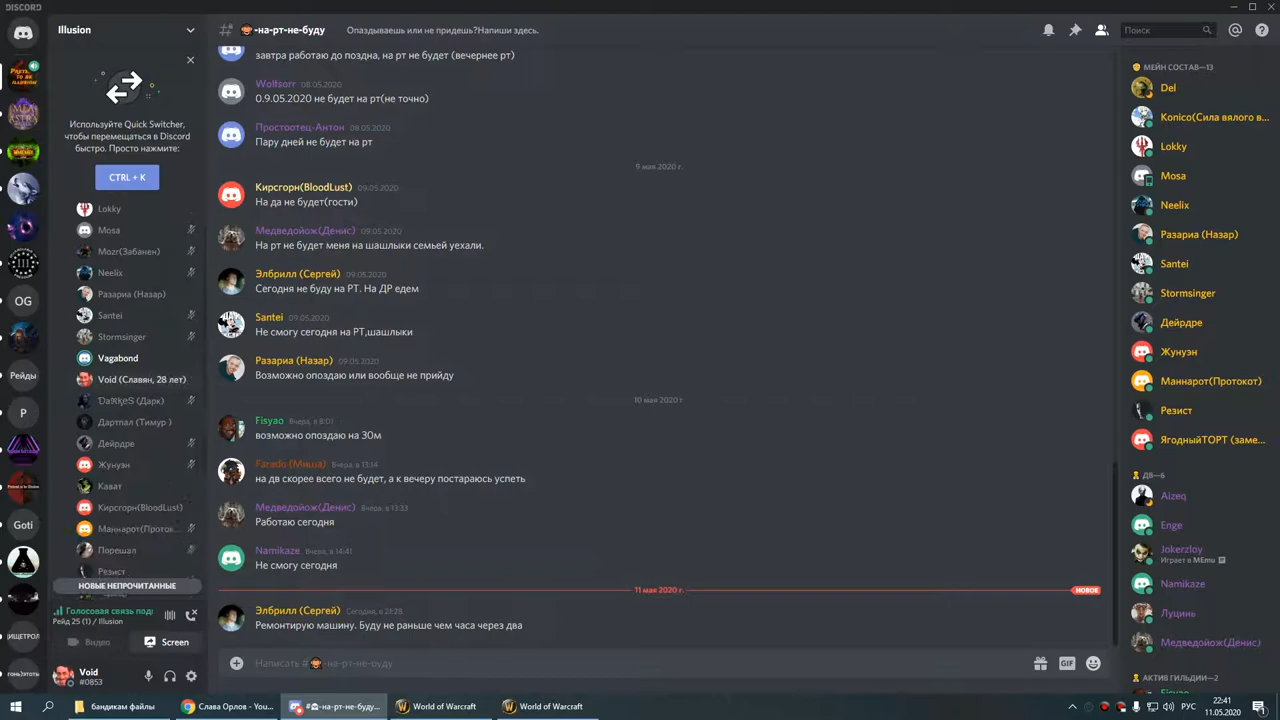 DISCORD
Illusion
-на-рт-не-буду
Опаздываешь или не придешь?Напиши здесь.
Поиск
Используйте Quick Switcher,
чтобы перемещаться в Discord
быстро. Просто нажмите:
CTRL + K
Lokky
Mosa
Mozr(Забанен)
Neelix
Разариа (Назар)
Santei
Stormsinger
Vagabond
Void (Славян, 28 лет)
Дартпал (Тимур )
Дейрдре
Жунуэн
Кават
Кирсгорн(BloodLust)
Маннарот(Проток...
Порешал
Резист
НОВЫЕ НЕПРОЧИТАННЫЕ
Голосовая связь под
Рейд 25 (1) / Illusion
Видео
Screen
Void
#0853
OG
Рейды
P
Goti
завтра работаю до поздна, на рт не будет (вечернее рт)
Wolfsorr 08.05.2020
0.9.05.2020 не будет на рт(не точно)
Простоотец-Антон 08.05.2020
Пару дней не будет на рт
9 мая 2020 г.
Кирсгорн(BloodLust) 09.05.2020
На да не будет(гости)
Медведойож(Денис) 09.05.2020
На рт не будет меня на шашлыки семьей уехали.
Элбрилл (Сергей) 09.05.2020
Сегодня не буду на РТ. На ДР едем
Santei 09.05.2020
Не смогу сегодня на РТ,шашлыки
Разариа (Назар) 09.05.2020
Возможно опоздаю или вообще не прийду
10 мая 2020 г.
Fisyao Вчера, в 8:01
возможно опоздаю на 30м
Farado (Миша) Вчера, в 13:14
на дв скорее всего не будет, а к вечеру постараюсь успеть
Медведойож(Денис) Вчера, в 13:33
Работаю сегодня
Namikaze Вчера, в 14:41
Не смогу сегодня
11 мая 2020 г.
НОВОЕ
Элбрилл (Сергей) Сегодня, в 21:28
Ремонтирую машину. Буду не раньше чем часа через два
Написать #-на-рт-не-буду
GIF
МЕЙН СОСТАВ—13
Del
Konico(Сила вялого в...
Lokky
Mosa
Neelix
Разариа (Назар)
Santei
Stormsinger
Дейрдре
Жунуэн
Маннарот(Протокот)
Резист
ЯгодныйТОРТ (заме...
ДВ—6
Aizeq
Enge
Jokerzloy
Играет в MEmu
Namikaze
Луцинь
Медведойож(Денис)
АКТИВ ГИЛЬДИИ—2
Fisyao
бандикам файлы
Слава Орлов - You...
#-на-рт-не-буду...
World of Warcraft
World of Warcraft
РУС
22:41
11.05.2020